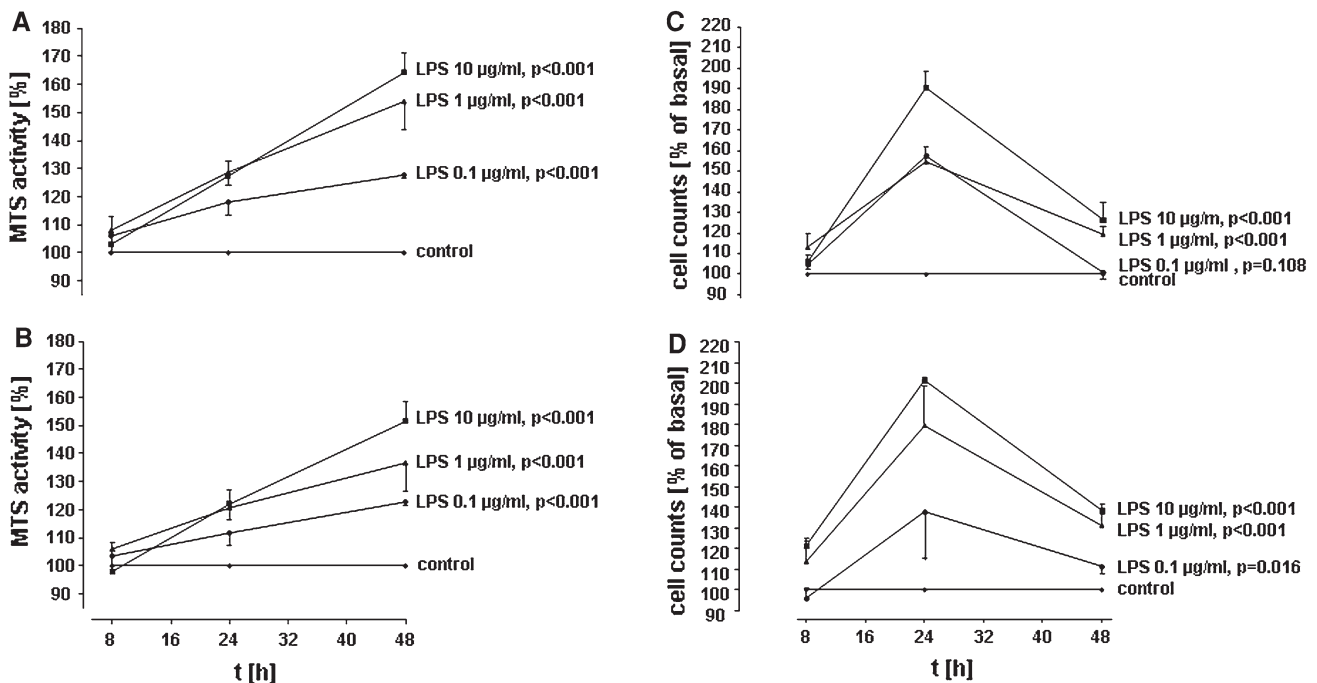 A
MTS activity [%]
180
170
160
150
140
130
120
110
100
90
LPS 10 µg/ml, p<0.001
LPS 1 µg/ml, p<0.001
LPS 0.1 µg/ml, p<0.001
control
B
MTS activity [%]
180
170
160
150
140
130
120
110
100
90
LPS 10 µg/ml, p<0.001
LPS 1 µg/ml, p<0.001
LPS 0.1 µg/ml, p<0.001
control
8 16 24 32 40 48
t [h]
C
cell counts [% of basal]
220
210
200
190
180
170
160
150
140
130
120
110
100
90
LPS 10 µg/m, p<0.001
LPS 1 µg/ml, p<0.001
LPS 0.1 µg/ml , p=0.108
control
D
cell counts [% of basal]
220
210
200
190
180
170
160
150
140
130
120
110
100
90
LPS 10 µg/ml, p<0.001
LPS 1 µg/ml, p<0.001
LPS 0.1 µg/ml, p=0.016
control
8 16 24 32 40 48
t [h]